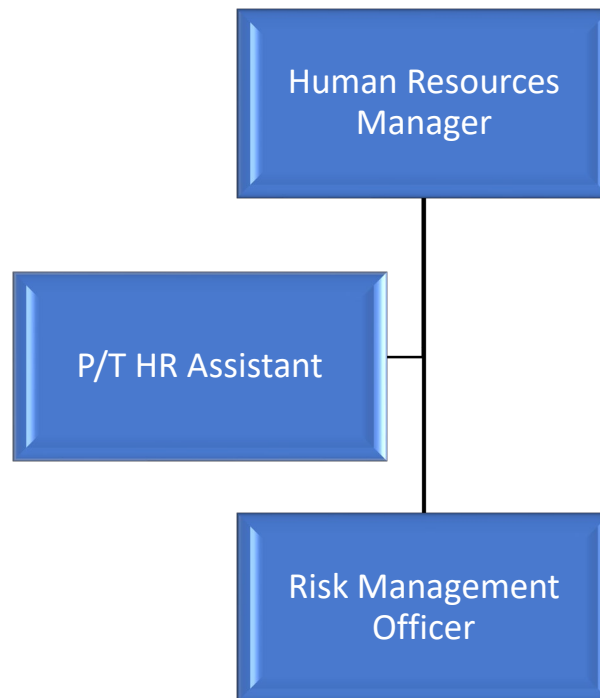 Human Resources
Manager
P/T HR Assistant
Risk Management
Officer